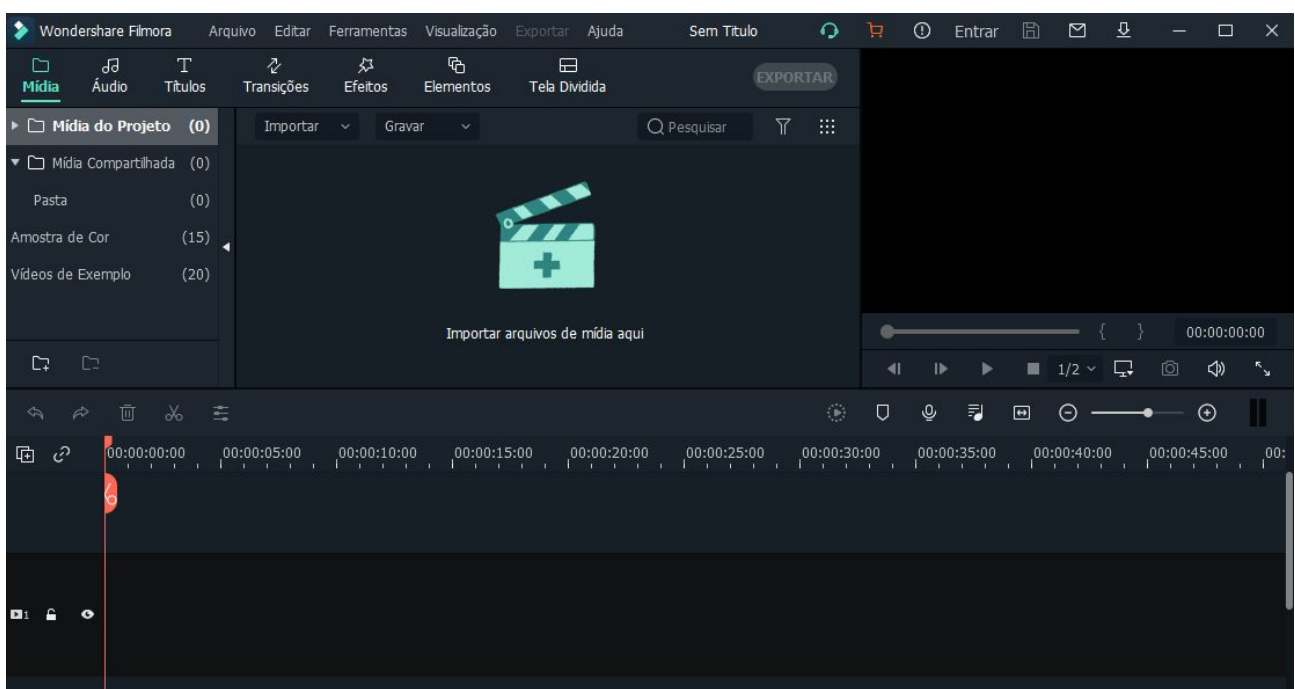 Wondershare Filmora Arquivo Editar Ferramentas Visualização Exportar Ajuda Sem Título Entrar
Mídia Áudio Títulos Transições Efeitos Elementos Tela Dividida EXPORTAR
Mídia do Projeto (0) Importar Gravar Pesquisar
Mídia Compartilhada (0)
Pasta (0)
Amostra de Cor (15)
Vídeos de Exemplo (20)
Importar arquivos de mídia aqui
{ } 00:00:00:00
1/2
00:00:00:00 00:00:05:00 00:00:10:00 00:00:15:00 00:00:20:00 00:00:25:00 00:00:30:00 00:00:35:00 00:00:40:00 00:00:45:00 00:
1